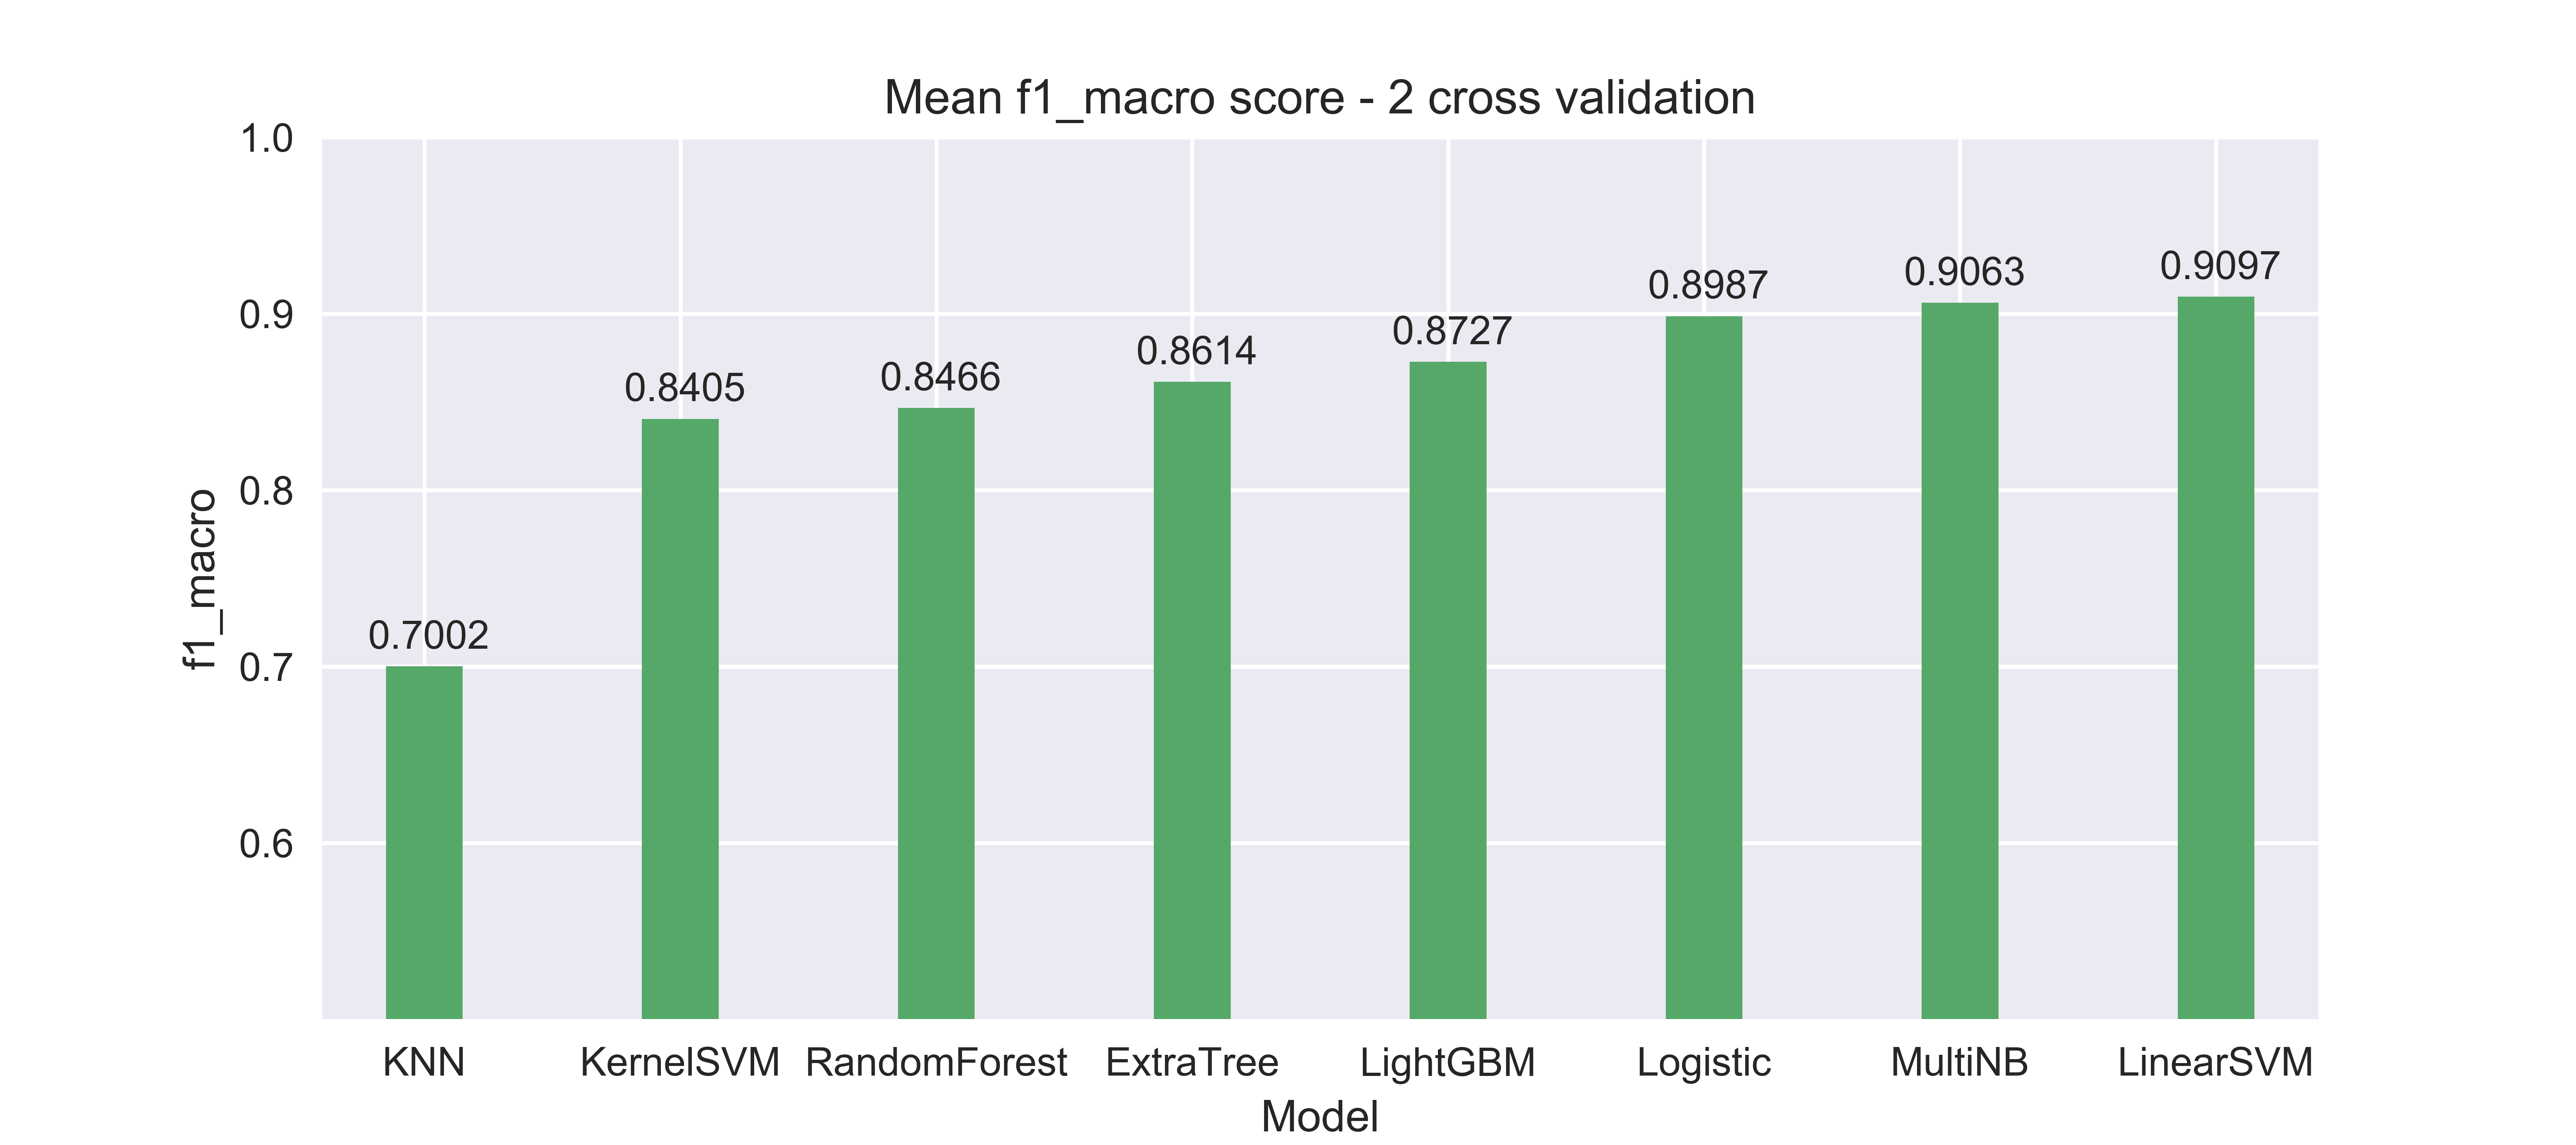 Mean f1_macro score - 2 cross validation
1.0
0.9
0.8
0.7
0.6
f1_macro
0.7002
0.8405
0.8466
0.8614
0.8727
0.8987
0.9063
0.9097
KNN
KernelSVM
RandomForest
ExtraTree
LightGBM
Logistic
MultiNB
LinearSVM
Model